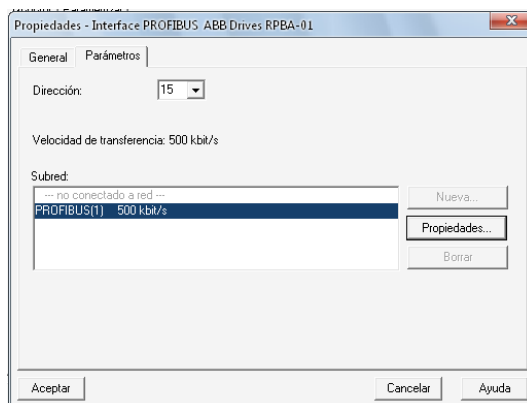 Propiedades - Interface PROFIBUS ABB Drives RPBA-01
General Parámetros
Dirección: 15
Velocidad de transferencia: 500 kbit/s
Subred:
--- no conectado a red ---
PROFIBUS(1) 500 kbit/s
Nueva...
Propiedades...
Borrar
Aceptar Cancelar Ayuda